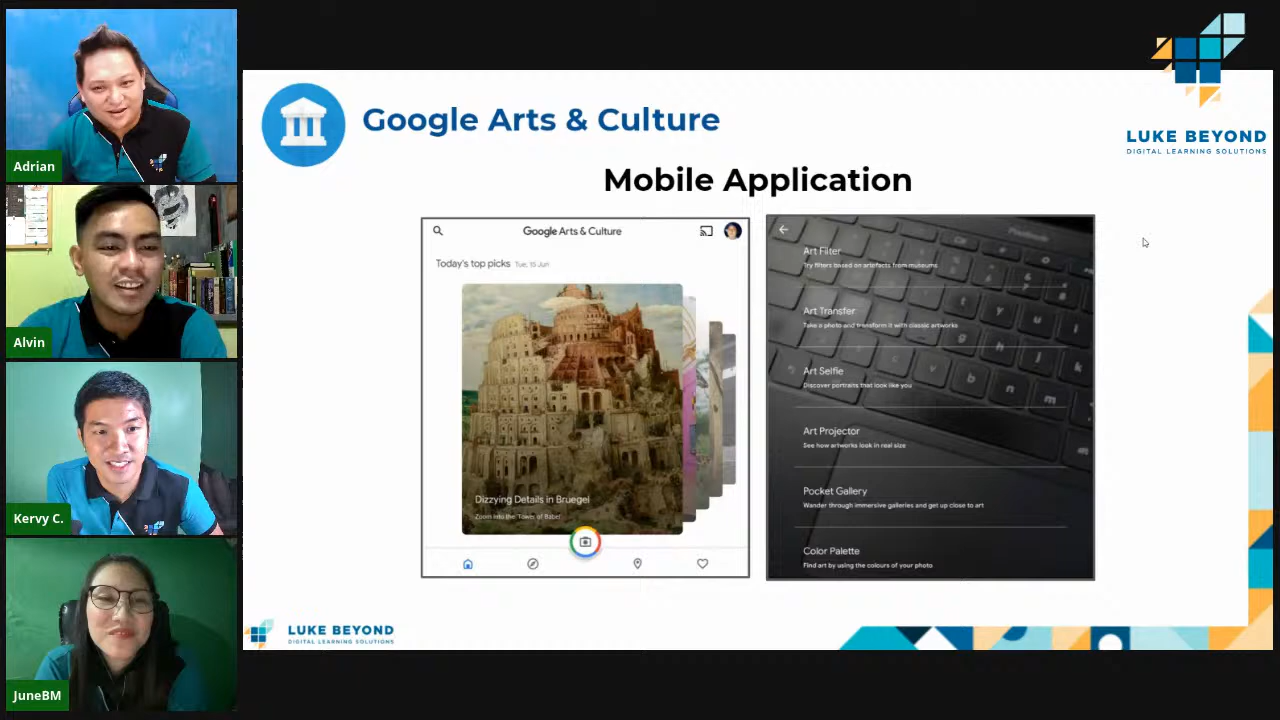 Adrian
Alvin
Kervy C.
JuneBM
LUKE BEYOND
DIGITAL LEARNING SOLUTIONS
Google Arts & Culture
Mobile Application
Google Arts & Culture
Today's top picks Tue, 15 Jun
Dizzying Details in Bruegel
Zoom into the 'Tower of Babel'
Art Filter
Try filters based on artefacts from museums
Art Transfer
Take a photo and transform it with classic artworks
Art Selfie
Discover portraits that look like you
Art Projector
See how artworks look in real size
Pocket Gallery
Wander through immersive galleries and get up close to art
Color Palette
Find art by using the colours of your photo
LUKE BEYOND
DIGITAL LEARNING SOLUTIONS